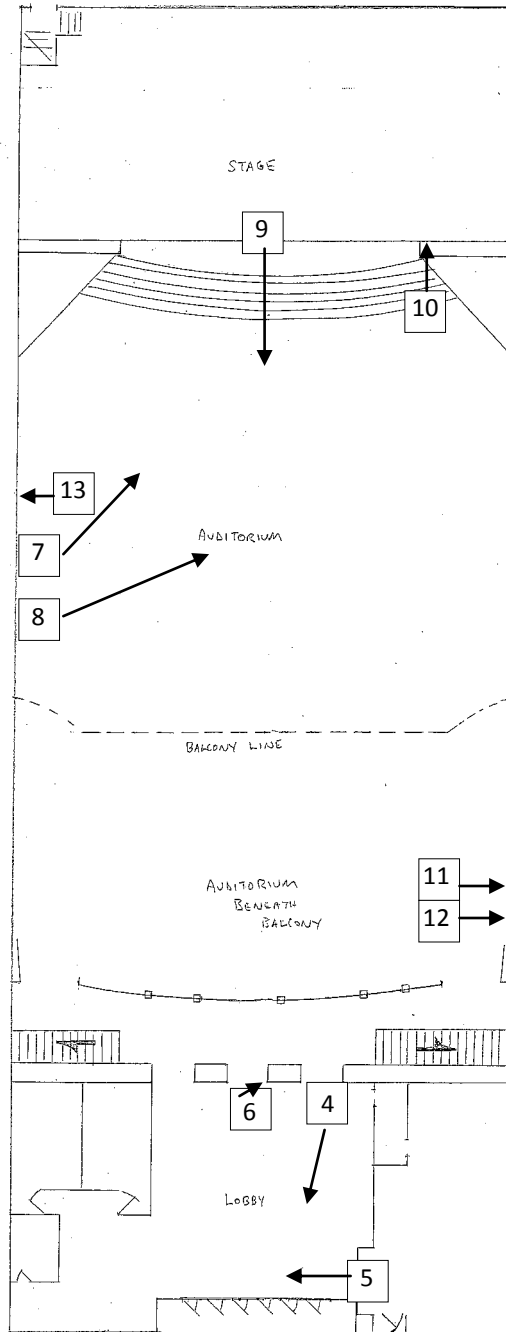 STAGE
9
10
13
7
AUDITORIUM
8
BALCONY LINE
11
AUDITORIUM
BENEATH
BALCONY
12
6
4
LOBBY
5